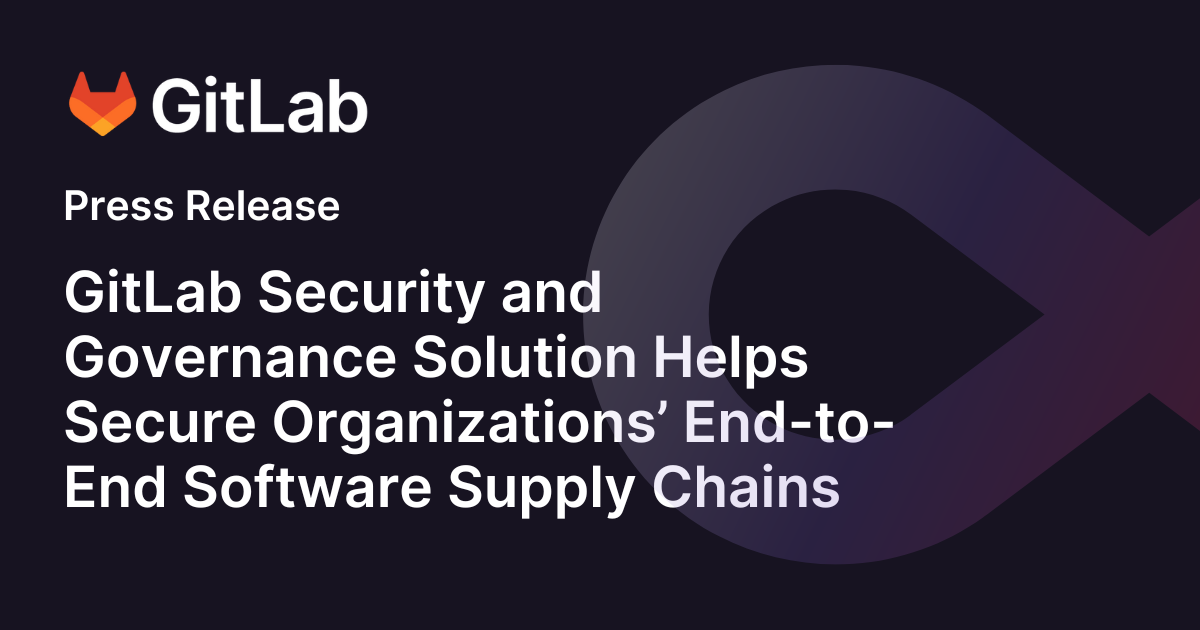 GitLab
Press Release
GitLab Security and
Governance Solution Helps
Secure Organizations’ End-to-
End Software Supply Chains